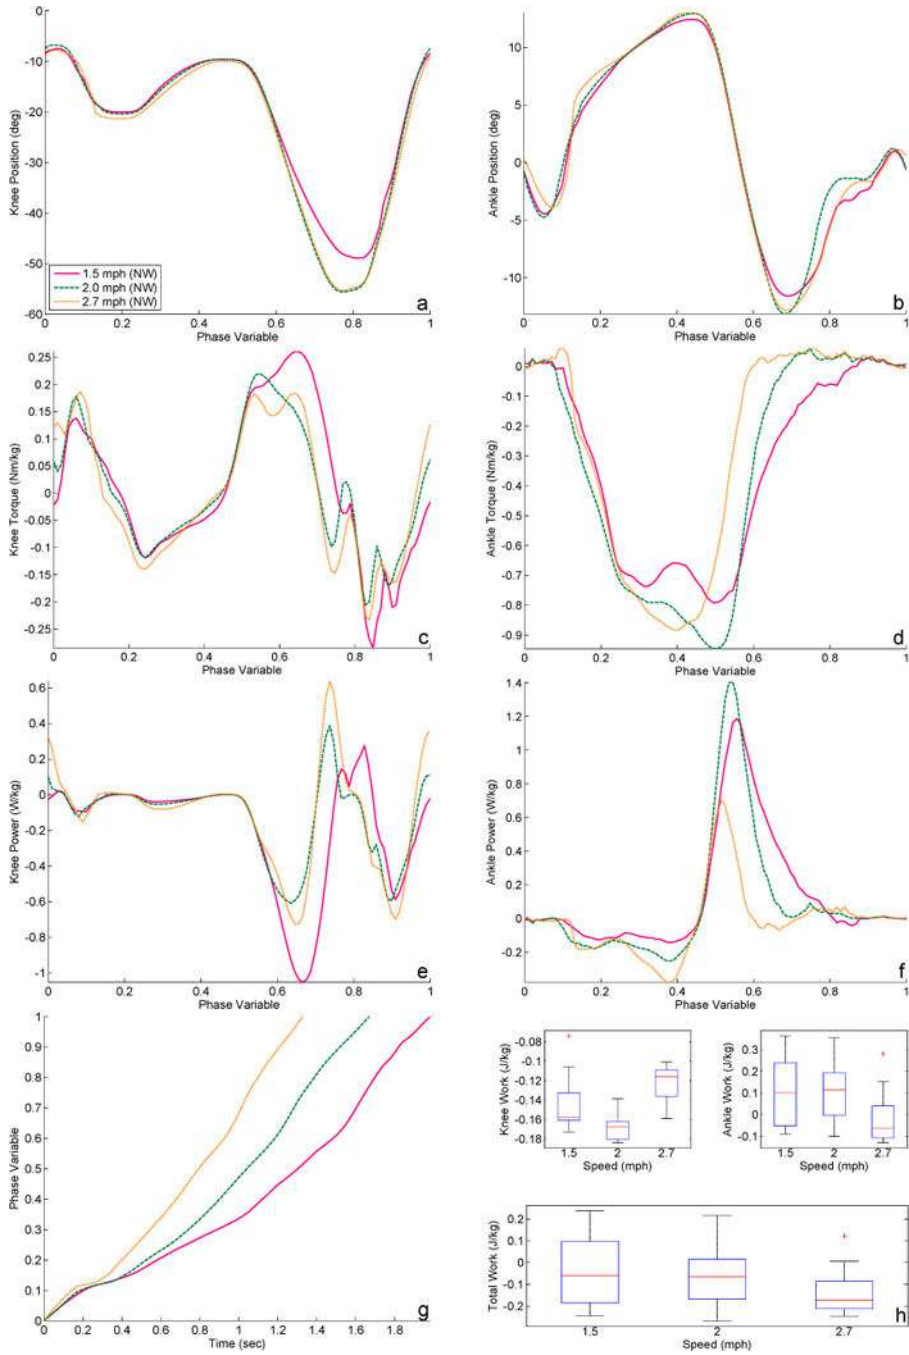 0
-10
-20
-30
-40
-50
-60
Knee Position (deg)
1.5 mph (NW)
2.0 mph (NW)
2.7 mph (NW)
a
0 0.2 0.4 0.6 0.8 1
Phase Variable
10
5
0
-5
-10
Ankle Position (deg)
b
0 0.2 0.4 0.6 0.8 1
Phase Variable
0.25
0.2
0.15
0.1
0.05
0
-0.05
-0.1
-0.15
-0.2
-0.25
Knee Torque (Nm/kg)
c
0 0.2 0.4 0.6 0.8 1
Phase Variable
0
-0.1
-0.2
-0.3
-0.4
-0.5
-0.6
-0.7
-0.8
-0.9
Ankle Torque (Nm/kg)
d
0 0.2 0.4 0.6 0.8 1
Phase Variable
0.6
0.4
0.2
0
-0.2
-0.4
-0.6
-0.8
-1
Knee Power (W/kg)
e
0 0.2 0.4 0.6 0.8 1
Phase Variable
1.4
1.2
1
0.8
0.6
0.4
0.2
0
-0.2
Ankle Power (W/kg)
f
0 0.2 0.4 0.6 0.8 1
Phase Variable
1
0.9
0.8
0.7
0.6
0.5
0.4
0.3
0.2
0.1
0
Phase Variable
g
0 0.2 0.4 0.6 0.8 1 1.2 1.4 1.6 1.8
Time (sec)
-0.08
-0.1
-0.12
-0.14
-0.16
-0.18
Knee Work (J/kg)
1.5 2 2.7
Speed (mph)
0.3
0.2
0.1
0
-0.1
Ankle Work (J/kg)
1.5 2 2.7
Speed (mph)
0.2
0.1
0
-0.1
-0.2
Total Work (J/kg)
h
1.5 2 2.7
Speed (mph)